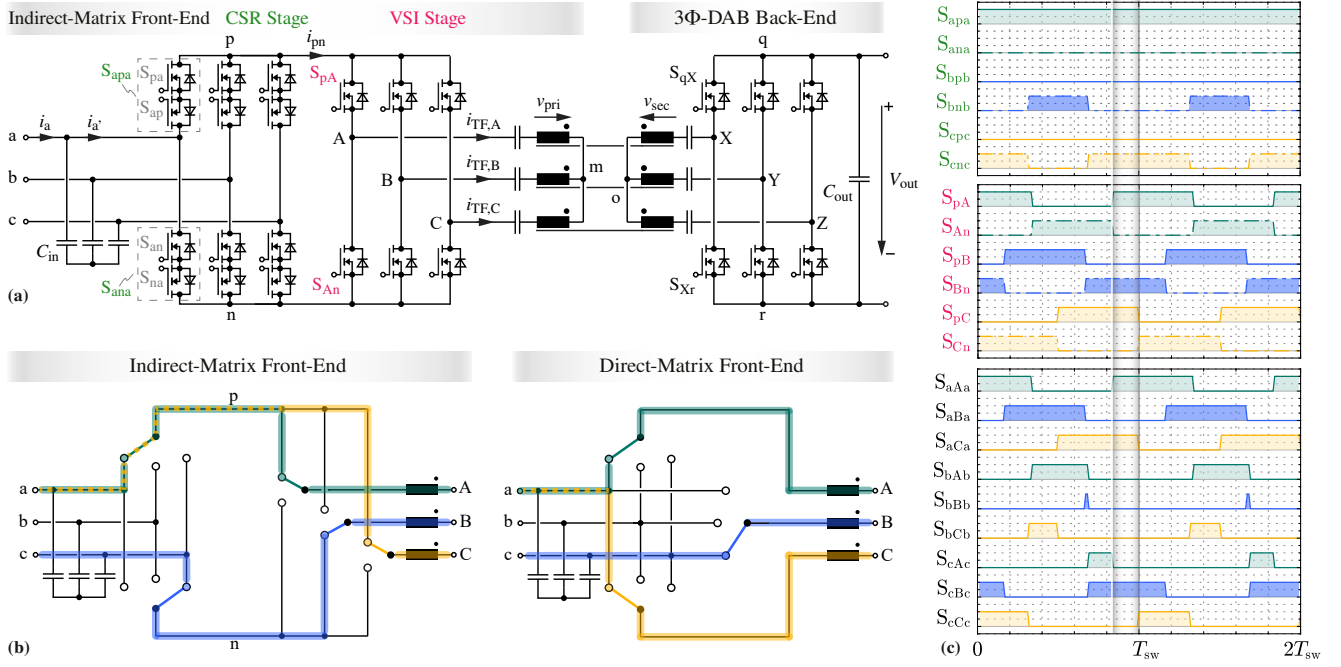 Indirect-Matrix Front-End CSR Stage VSI Stage 3Φ-DAB Back-End
p
i_pn
q
S_apa
S_pa
S_ap
S_pA
S_qX
v_pri
v_sec
+
a
i_a
i_a'
A
i_TF,A
X
m
b
B
i_TF,B
Y
C_out
V_out
o
c
C
i_TF,C
Z
C_in
S_an
S_na
S_ana
S_An
S_Xr
−
(a)
n
r
Indirect-Matrix Front-End
p
a
b
c
A
B
C
(b)
n
Direct-Matrix Front-End
a
b
c
A
B
C
S_apa
S_ana
S_bpb
S_bnb
S_cpc
S_cnc
S_pA
S_An
S_pB
S_Bn
S_pC
S_Cn
S_aAa
S_aBa
S_aCa
S_bAb
S_bBb
S_bCb
S_cAc
S_cBc
S_cCc
(c)
0 T_sw 2T_sw